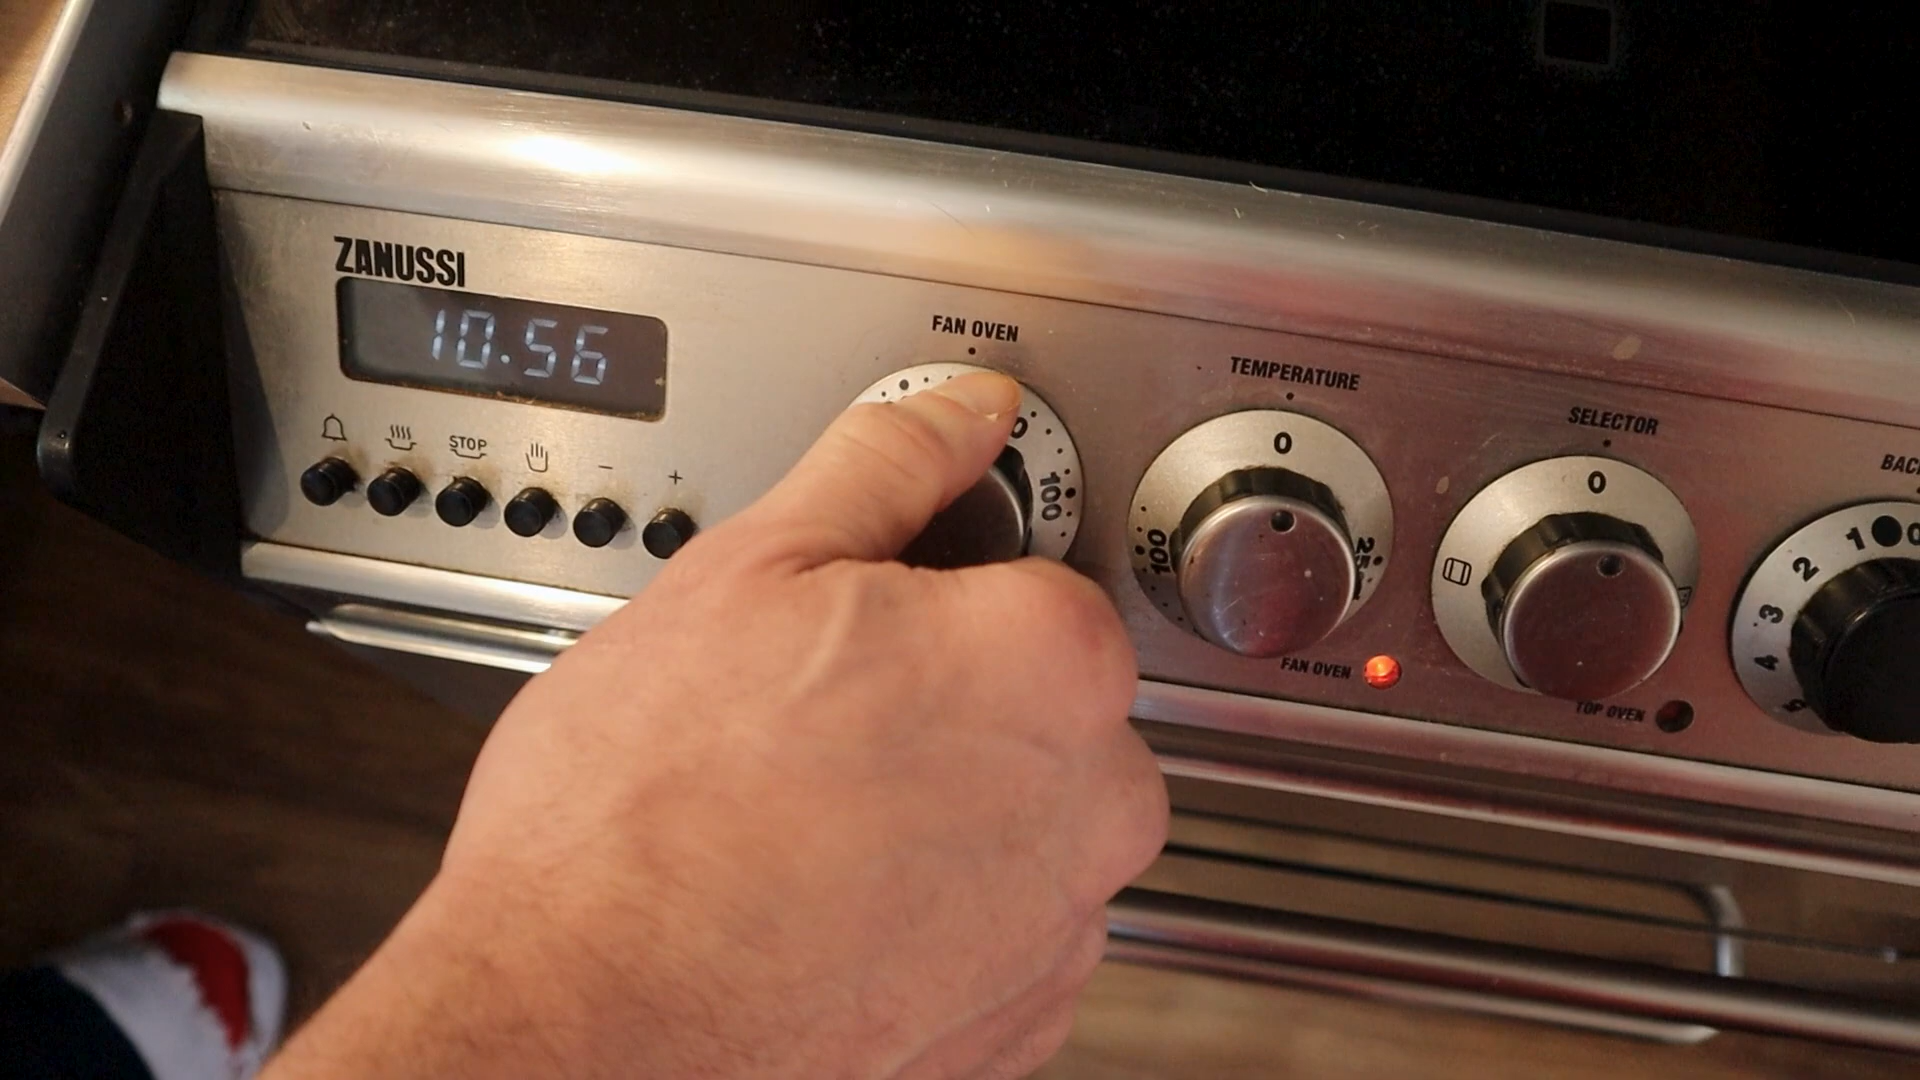 ZANUSSI
10.56
STOP
FAN OVEN
100
TEMPERATURE
0
100
FAN OVEN
SELECTOR
0
TOP OVEN
1
2
3
4